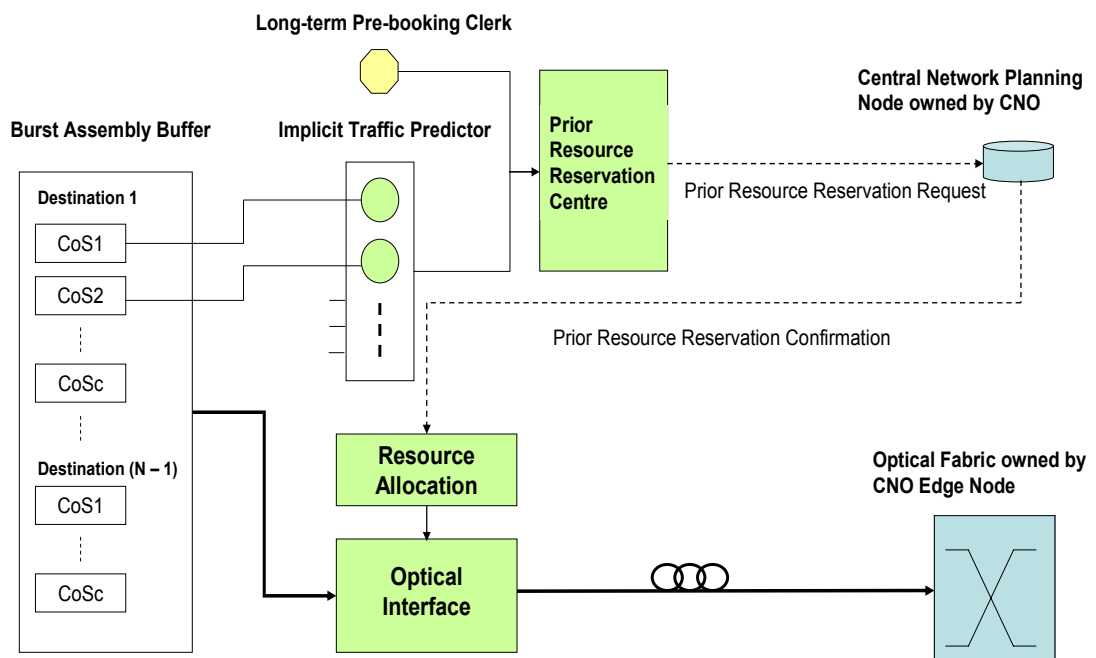 Long-term Pre-booking Clerk
Central Network Planning
Node owned by CNO
Burst Assembly Buffer
Implicit Traffic Predictor
Prior
Resource
Reservation
Centre
Prior Resource Reservation Request
Destination 1
CoS1
CoS2
CoSc
Prior Resource Reservation Confirmation
Destination (N – 1)
CoS1
CoSc
Resource
Allocation
Optical Fabric owned by
CNO Edge Node
Optical
Interface